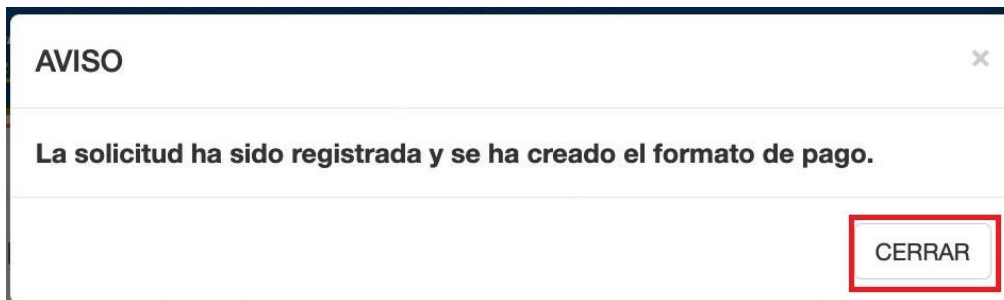 AVISO
×
La solicitud ha sido registrada y se ha creado el formato de pago.
CERRAR